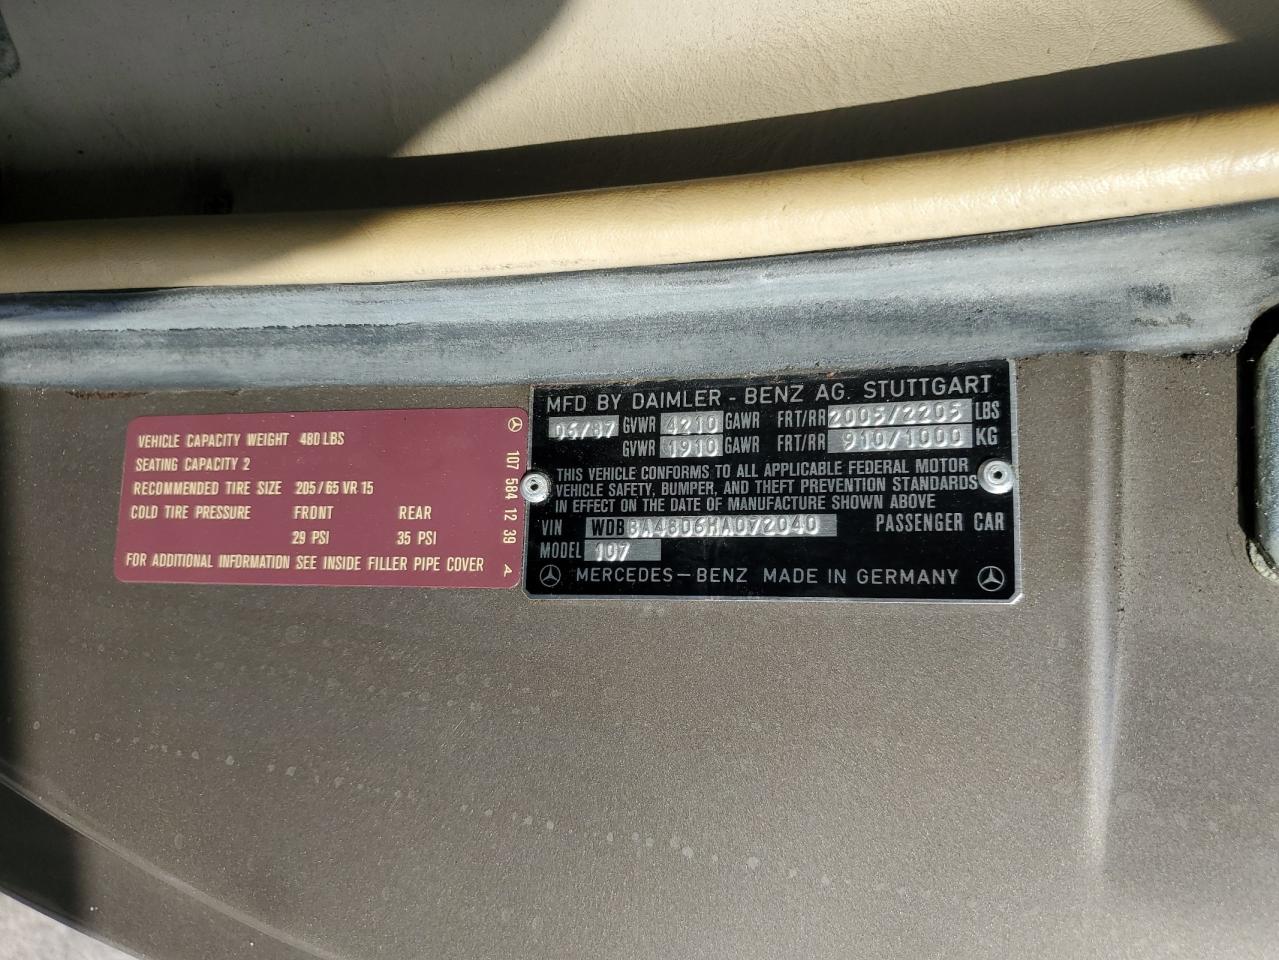 VEHICLE CAPACITY WEIGHT 480 LBS
SEATING CAPACITY 2
RECOMMENDED TIRE SIZE 205/65 VR 15
COLD TIRE PRESSURE FRONT REAR
29 PSI 35 PSI
FOR ADDITIONAL INFORMATION SEE INSIDE FILLER PIPE COVER
107 584 12 39 A
MFD BY DAIMLER - BENZ AG. STUTTGART
06/87 GVWR 4210 GAWR FRT/RR 2005/2205 LBS
GVWR 1910 GAWR FRT/RR 910/1000 KG
THIS VEHICLE CONFORMS TO ALL APPLICABLE FEDERAL MOTOR
VEHICLE SAFETY, BUMPER, AND THEFT PREVENTION STANDARDS
IN EFFECT ON THE DATE OF MANUFACTURE SHOWN ABOVE
VIN WDBBA48D6HA072040 PASSENGER CAR
MODEL 107
MERCEDES-BENZ MADE IN GERMANY